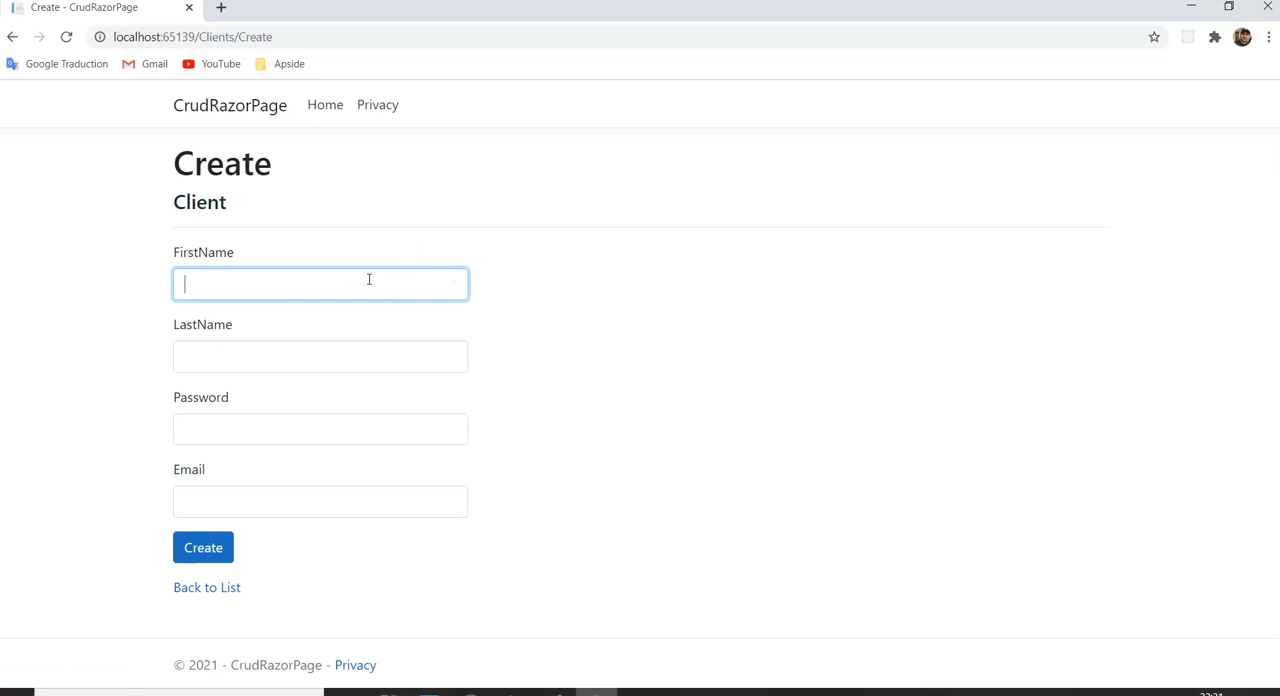 Create - CrudRazorPage
localhost:65139/Clients/Create
Google Traduction Gmail YouTube Apside
CrudRazorPage Home Privacy
Create
Client
FirstName
LastName
Password
Email
Create
Back to List
© 2021 - CrudRazorPage - Privacy